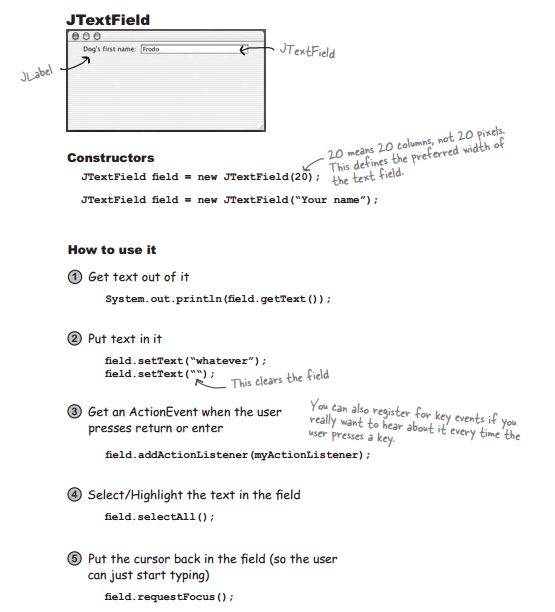 JTextField
Dog's first name: Frodo
JTextField
JLabel
Constructors
20 means 20 columns, not 20 pixels.
This defines the preferred width of
the text field.
JTextField field = new JTextField(20);
JTextField field = new JTextField(“Your name”);
How to use it
1 Get text out of it
System.out.println(field.getText());
2 Put text in it
field.setText(“whatever”);
field.setText(““);
This clears the field
3 Get an ActionEvent when the user
presses return or enter
You can also register for key events if you
really want to hear about it every time the
user presses a key.
field.addActionListener(myActionListener);
4 Select/Highlight the text in the field
field.selectAll();
5 Put the cursor back in the field (so the user
can just start typing)
field.requestFocus();